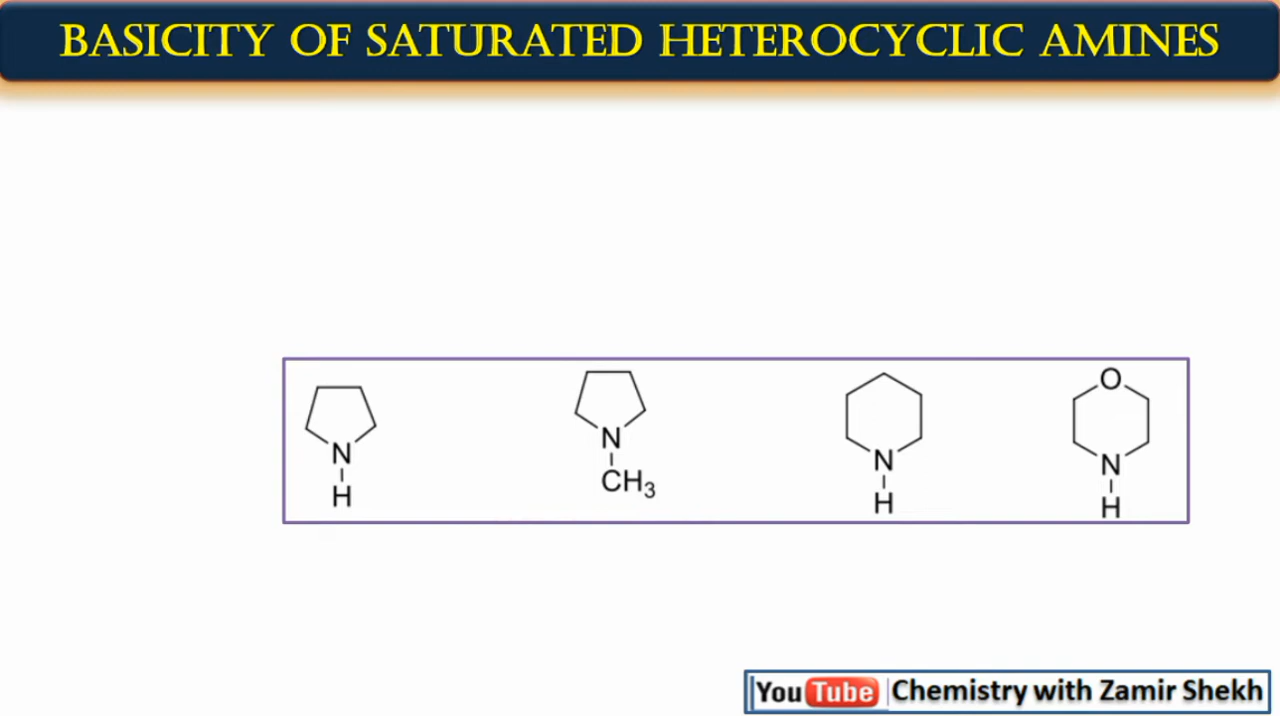 BASICITY OF SATURATED HETEROCYCLIC AMINES
O
N
N
N
N
H
CH3
H
H
YouTube Chemistry with Zamir Shekh